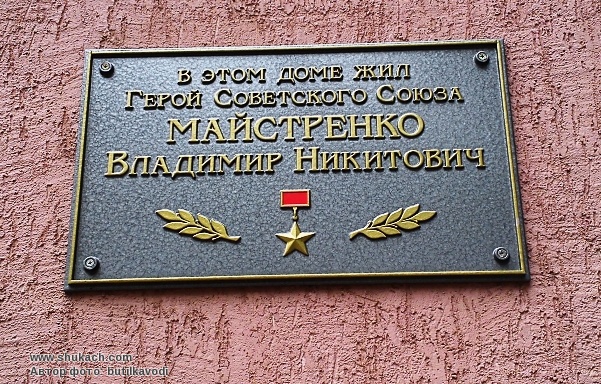 В ЭТОМ ДОМЕ ЖИЛ
ГЕРОЙ СОВЕТСКОГО СОЮЗА
МАЙСТРЕНКО
ВЛАДИМИР НИКИТОВИЧ
www.shukach.com
Автор фото: butjlkavodi